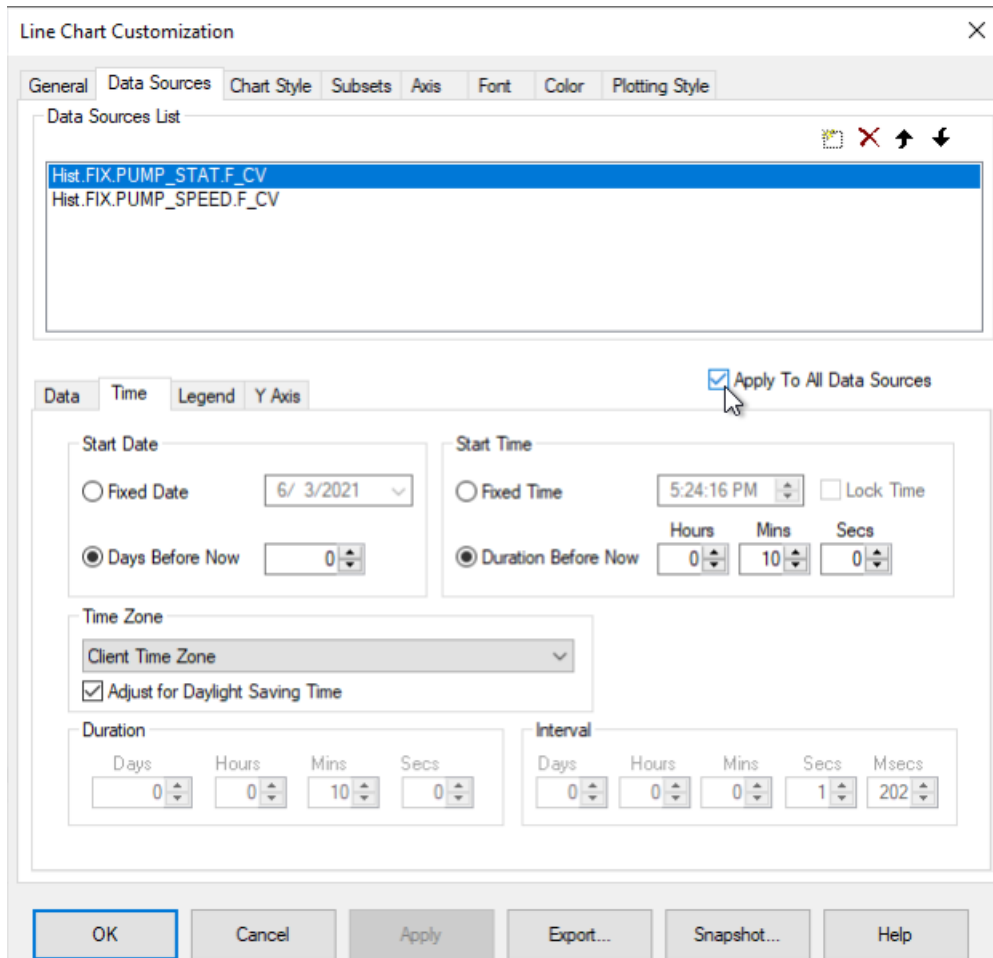 Line Chart Customization
General Data Sources Chart Style Subsets Axis Font Color Plotting Style
Data Sources List
Hist.FIX.PUMP_STAT.F_CV
Hist.FIX.PUMP_SPEED.F_CV
Apply To All Data Sources
Data Time Legend Y Axis
Start Date
Start Time
Fixed Date 6/ 3/2021
Fixed Time 5:24:16 PM Lock Time
Hours Mins Secs
Days Before Now 0
Duration Before Now 0 10 0
Time Zone
Client Time Zone
Adjust for Daylight Saving Time
Duration
Interval
Days Hours Mins Secs
Days Hours Mins Secs Msecs
0 0 10 0
0 0 0 1 202
OK Cancel Apply Export... Snapshot... Help